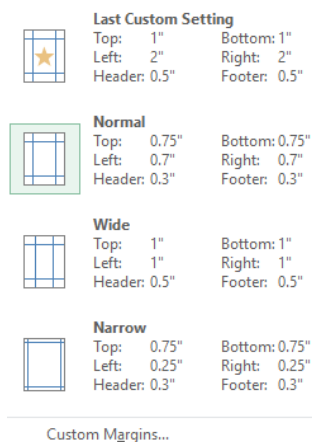 Last Custom Setting
Top: 1" Bottom: 1"
Left: 2" Right: 2"
Header: 0.5" Footer: 0.5"
Normal
Top: 0.75" Bottom: 0.75"
Left: 0.7" Right: 0.7"
Header: 0.3" Footer: 0.3"
Wide
Top: 1" Bottom: 1"
Left: 1" Right: 1"
Header: 0.5" Footer: 0.5"
Narrow
Top: 0.75" Bottom: 0.75"
Left: 0.25" Right: 0.25"
Header: 0.3" Footer: 0.3"
Custom Margins...